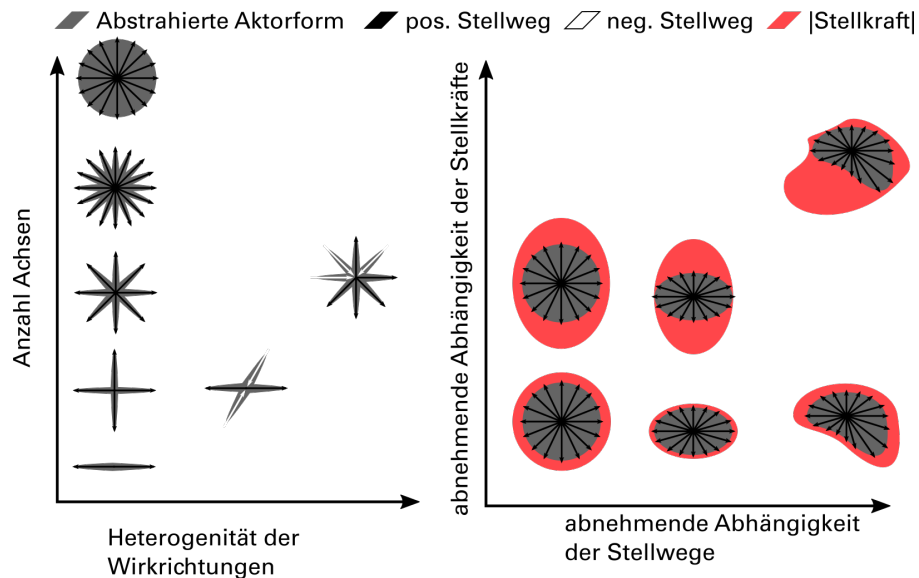 Abstrahierte Aktorform pos. Stellweg neg. Stellweg |Stellkraft|
Anzahl Achsen
Heterogenität der
Wirkrichtungen
abnehmende Abhängigkeit der Stellkräfte
abnehmende Abhängigkeit
der Stellwege